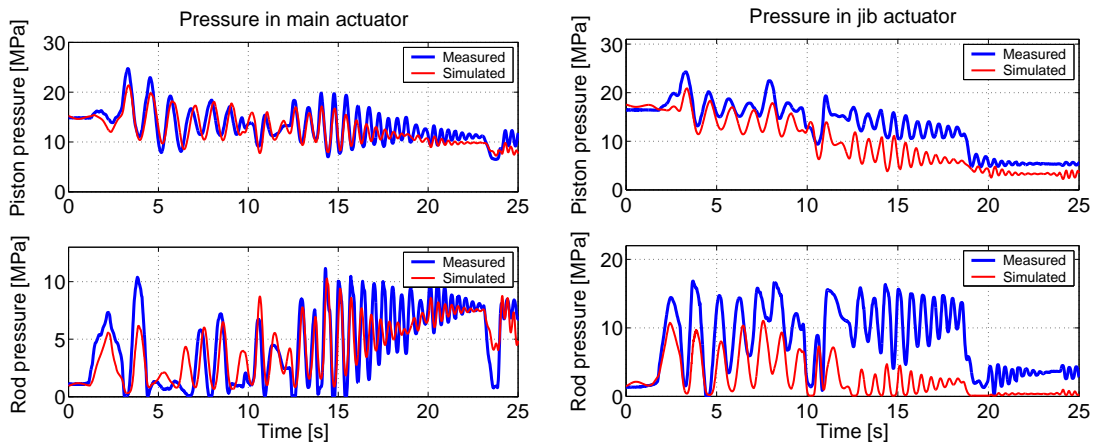 Pressure in main actuator
Piston pressure [MPa]
30
20
10
0
Measured
Simulated
0 5 10 15 20 25
Rod pressure [MPa]
10
5
0
Measured
Simulated
0 5 10 15 20 25
Time [s]
Pressure in jib actuator
Piston pressure [MPa]
30
20
10
0
Measured
Simulated
0 5 10 15 20 25
Rod pressure [MPa]
20
10
0
Measured
Simulated
0 5 10 15 20 25
Time [s]